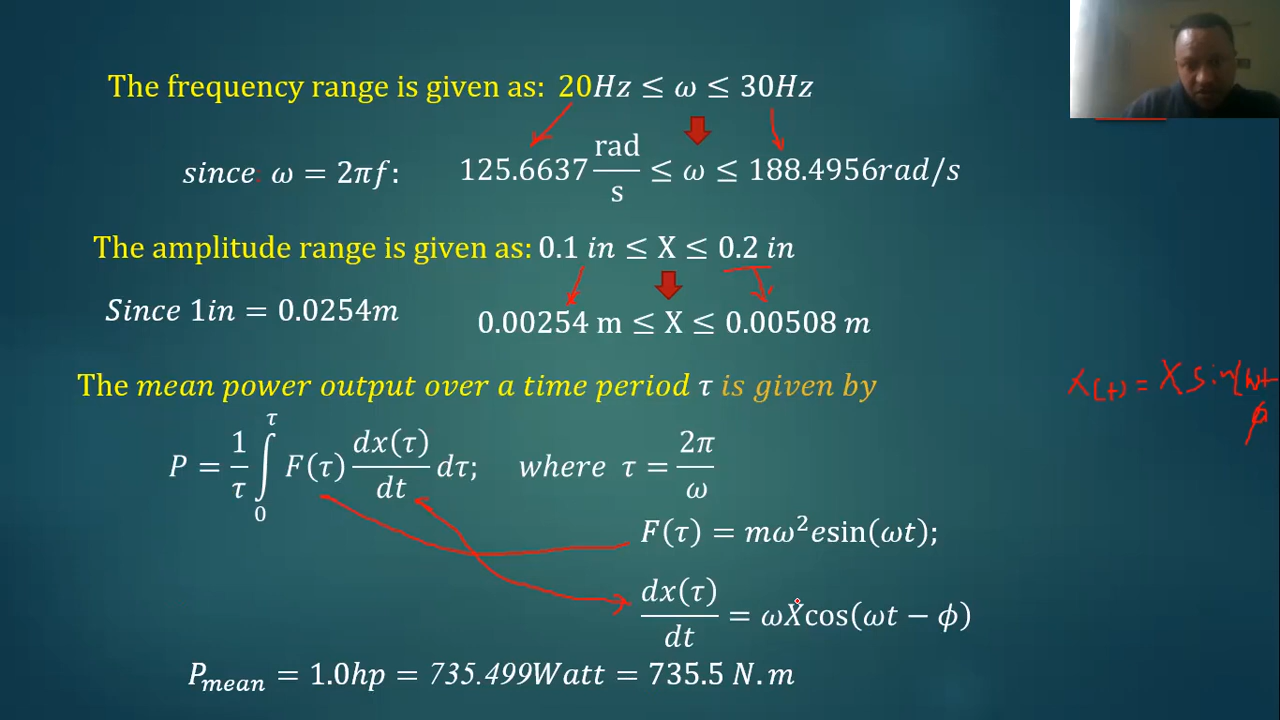 The frequency range is given as: 20Hz ≤ ω ≤ 30Hz
since: ω = 2πf: 125.6637 rad/s ≤ ω ≤ 188.4956rad/s
The amplitude range is given as: 0.1 in ≤ X ≤ 0.2 in
Since 1in = 0.0254m 0.00254 m ≤ X ≤ 0.00508 m
The mean power output over a time period τ is given by
x(t) = X sin(ωt
ϕ
P = 1/τ ∫₀^τ F(τ) dx(τ)/dt dτ; where τ = 2π/ω
F(τ) = mω²esin(ωt);
dx(τ)/dt = ωXcos(ωt − ϕ)
Pmean = 1.0hp = 735.499Watt = 735.5 N.m